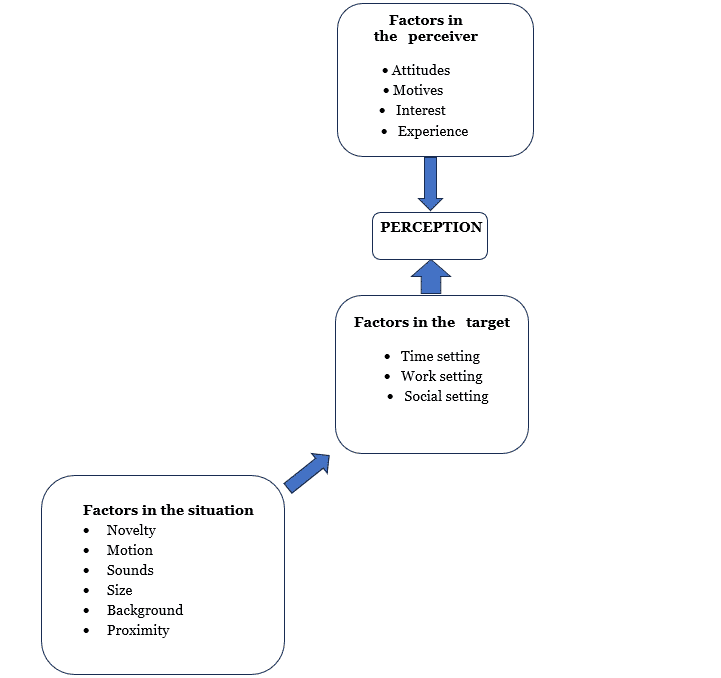 Factors in
the perceiver
• Attitudes
• Motives
• Interest
• Experience
PERCEPTION
Factors in the target
• Time setting
• Work setting
• Social setting
Factors in the situation
• Novelty
• Motion
• Sounds
• Size
• Background
• Proximity